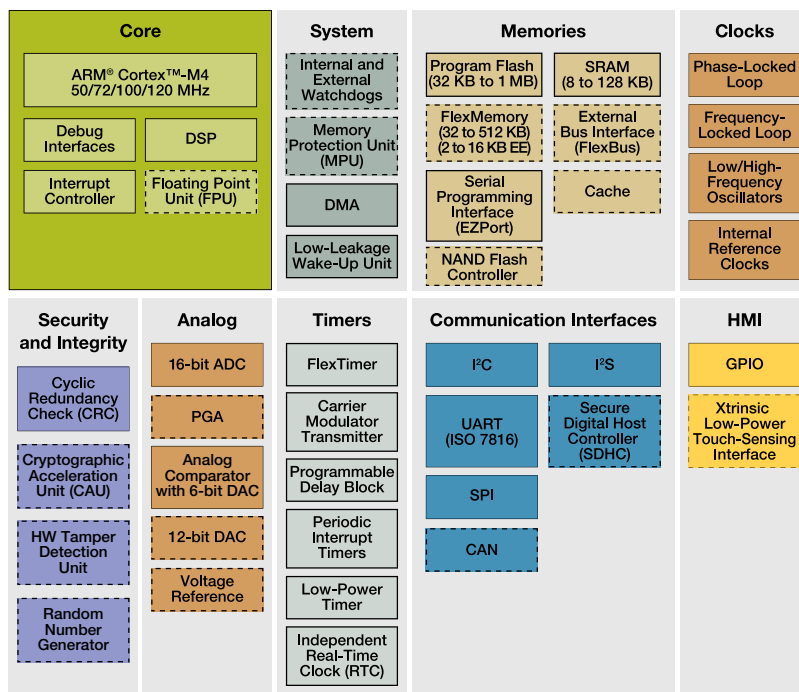 Core
ARM® Cortex™-M4
50/72/100/120 MHz
Debug
Interfaces
DSP
Interrupt
Controller
Floating Point
Unit (FPU)
System
Internal and
External
Watchdogs
Memory
Protection Unit
(MPU)
DMA
Low-Leakage
Wake-Up Unit
Memories
Program Flash
(32 KB to 1 MB)
SRAM
(8 to 128 KB)
FlexMemory
(32 to 512 KB)
(2 to 16 KB EE)
External
Bus Interface
(FlexBus)
Serial
Programming
Interface
(EZPort)
Cache
NAND Flash
Controller
Clocks
Phase-Locked
Loop
Frequency-
Locked Loop
Low/High-
Frequency
Oscillators
Internal
Reference
Clocks
Security
and Integrity
Cyclic
Redundancy
Check (CRC)
Cryptographic
Acceleration
Unit (CAU)
HW Tamper
Detection
Unit
Random
Number
Generator
Analog
16-bit ADC
PGA
Analog
Comparator
with 6-bit DAC
12-bit DAC
Voltage
Reference
Timers
FlexTimer
Carrier
Modulator
Transmitter
Programmable
Delay Block
Periodic
Interrupt
Timers
Low-Power
Timer
Independent
Real-Time
Clock (RTC)
Communication Interfaces
I²C
I²S
UART
(ISO 7816)
Secure
Digital Host
Controller
(SDHC)
SPI
CAN
HMI
GPIO
Xtrinsic
Low-Power
Touch-Sensing
Interface